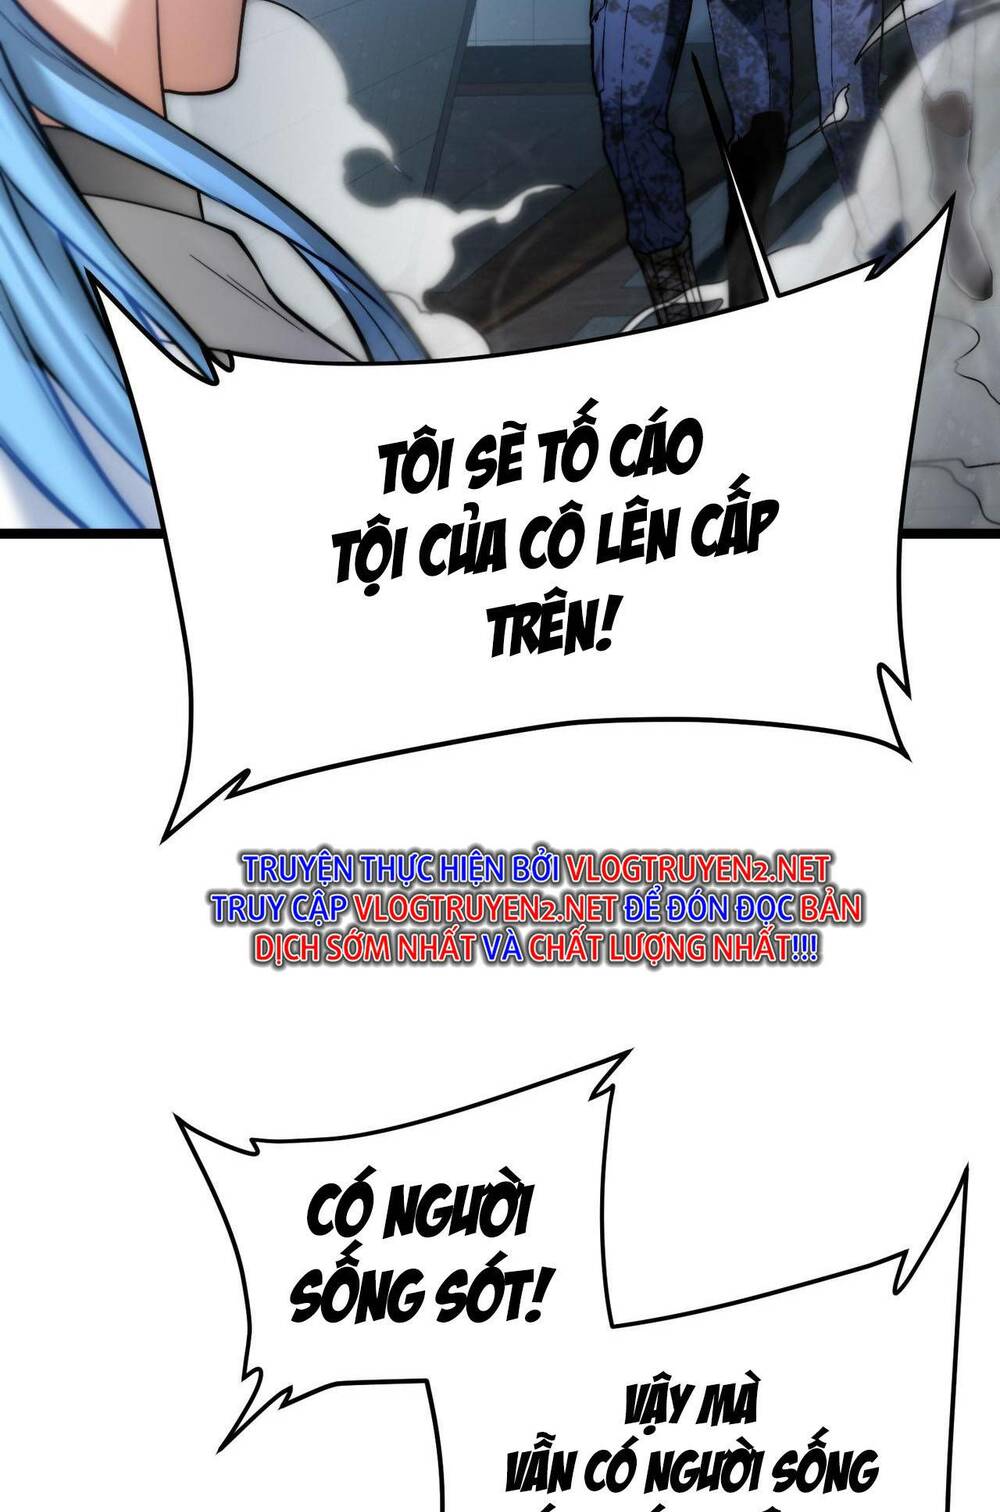 TÔI SẼ TỐ CÁO
TỘI CỦA CÔ LÊN CẤP
TRÊN!
TRUYỆN THỰC HIỆN BỞI VLOGTRUYEN2.NET
TRUY CẬP VLOGTRUYEN2.NET ĐỂ ĐÓN ĐỌC BẢN
DỊCH SỚM NHẤT VÀ CHẤT LƯỢNG NHẤT!!!
CÓ NGƯỜI
SỐNG SÓT!
VẬY MÀ
VẪN CÓ NGƯỜI SỐNG